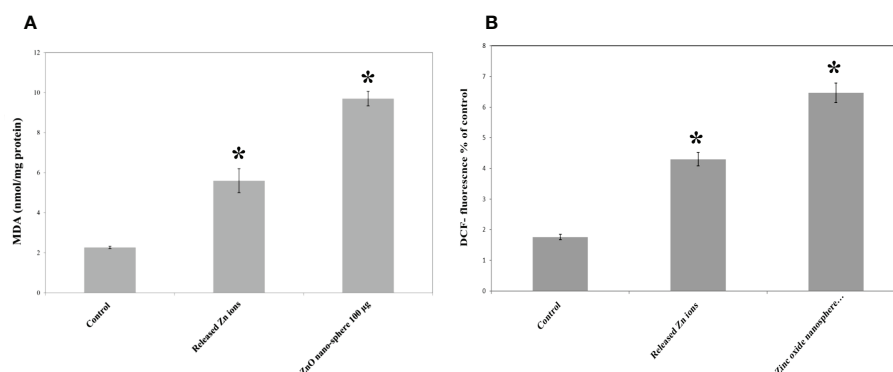 A
MDA (nmol/mg protein)
12
10
8
6
4
2
0
*
*
Control
Released Zn ions
ZnO nano-sphere 100 µg
B
DCF- fluorescnce % of control
8
7
6
5
4
3
2
1
0
*
*
Control
Released Zn ions
Zinc oxide nanosphere…